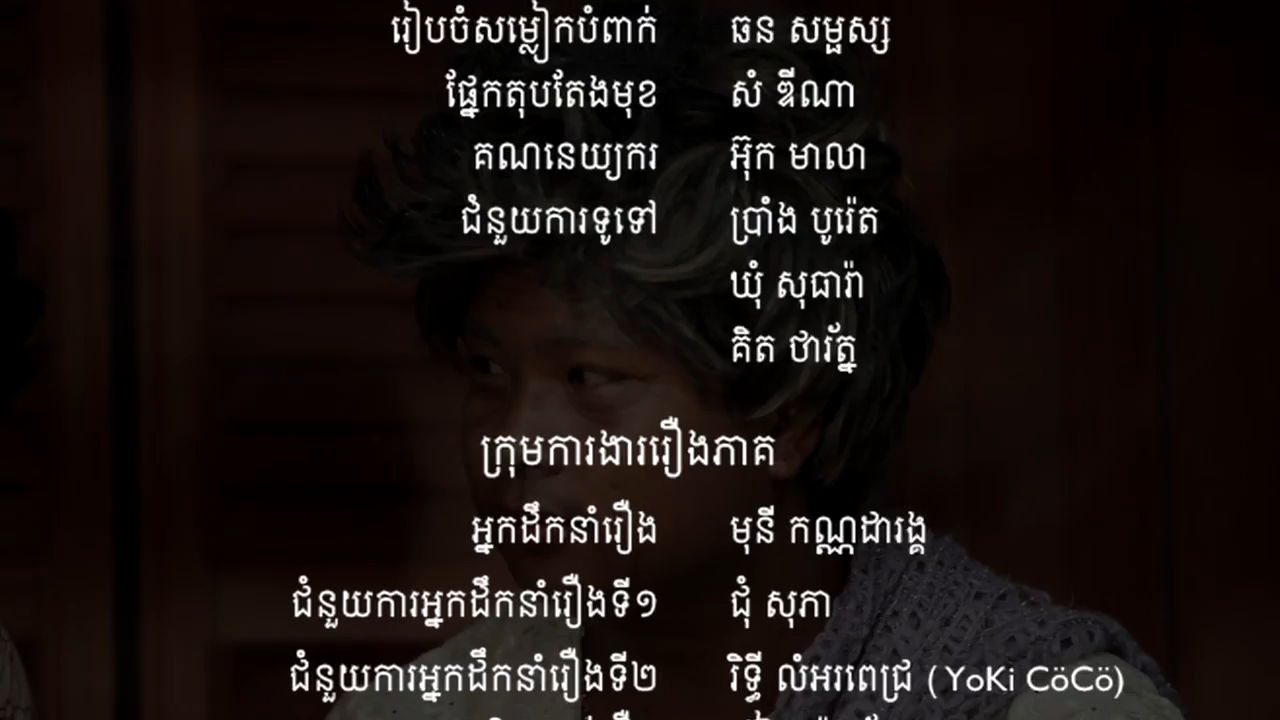 រៀបចំសម្លៀកបំពាក់ ឆន សម្ផស្ស
ផ្នែកតុបតែងមុខ សំ ឌីណា
គណនេយ្យករ អ៊ុក មាលា
ជំនួយការទូទៅ ប្រាំង បូរ៉េត
ឃុំ សុធារ៉ា
គិត ថារ័ត្ន
ក្រុមការងាររឿងភាគ
អ្នកដឹកនាំរឿង មុនី កណ្ណដារង្គ
ជំនួយការអ្នកដឹកនាំរឿងទី១ ជុំ សុភា
ជំនួយការអ្នកដឹកនាំរឿងទី២ រិទ្ធី លំអរពេជ្រ (YoKi CöCö)